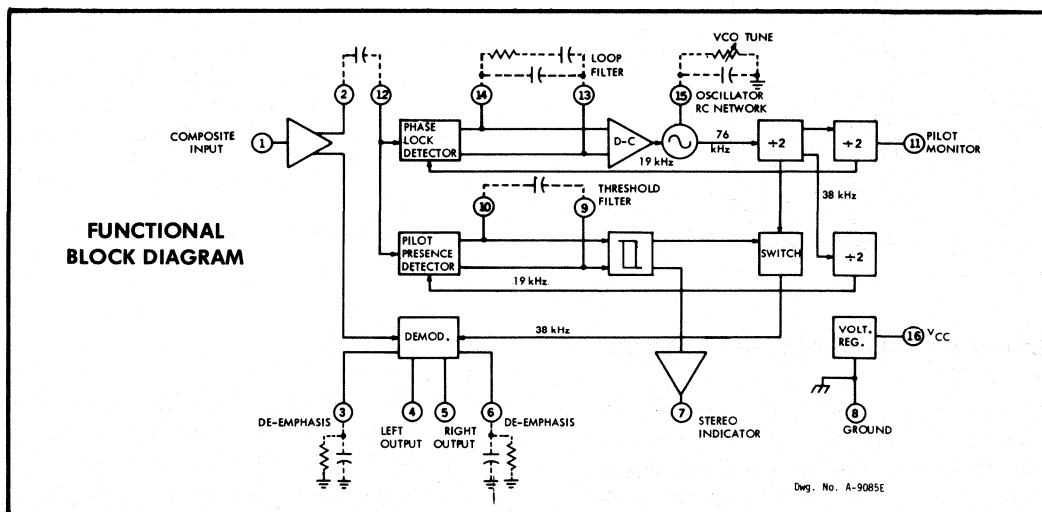 VCO TUNE
LOOP
FILTER
2
12
14
13
15
OSCILLATOR
RC NETWORK
COMPOSITE
INPUT
1
PHASE
LOCK
DETECTOR
D-C
76
kHz
÷2
÷2
11
PILOT
MONITOR
19 kHz
38 kHz
THRESHOLD
FILTER
10
9
FUNCTIONAL
BLOCK DIAGRAM
PILOT
PRESENCE
DETECTOR
SWITCH
÷2
19 kHz
38 kHz
DEMOD.
VOLT.
REG.
16
VCC
3
4
5
6
7
8
DE-EMPHASIS
LEFT
OUTPUT
RIGHT
OUTPUT
DE-EMPHASIS
STEREO
INDICATOR
GROUND
Dwg. No. A-9085E